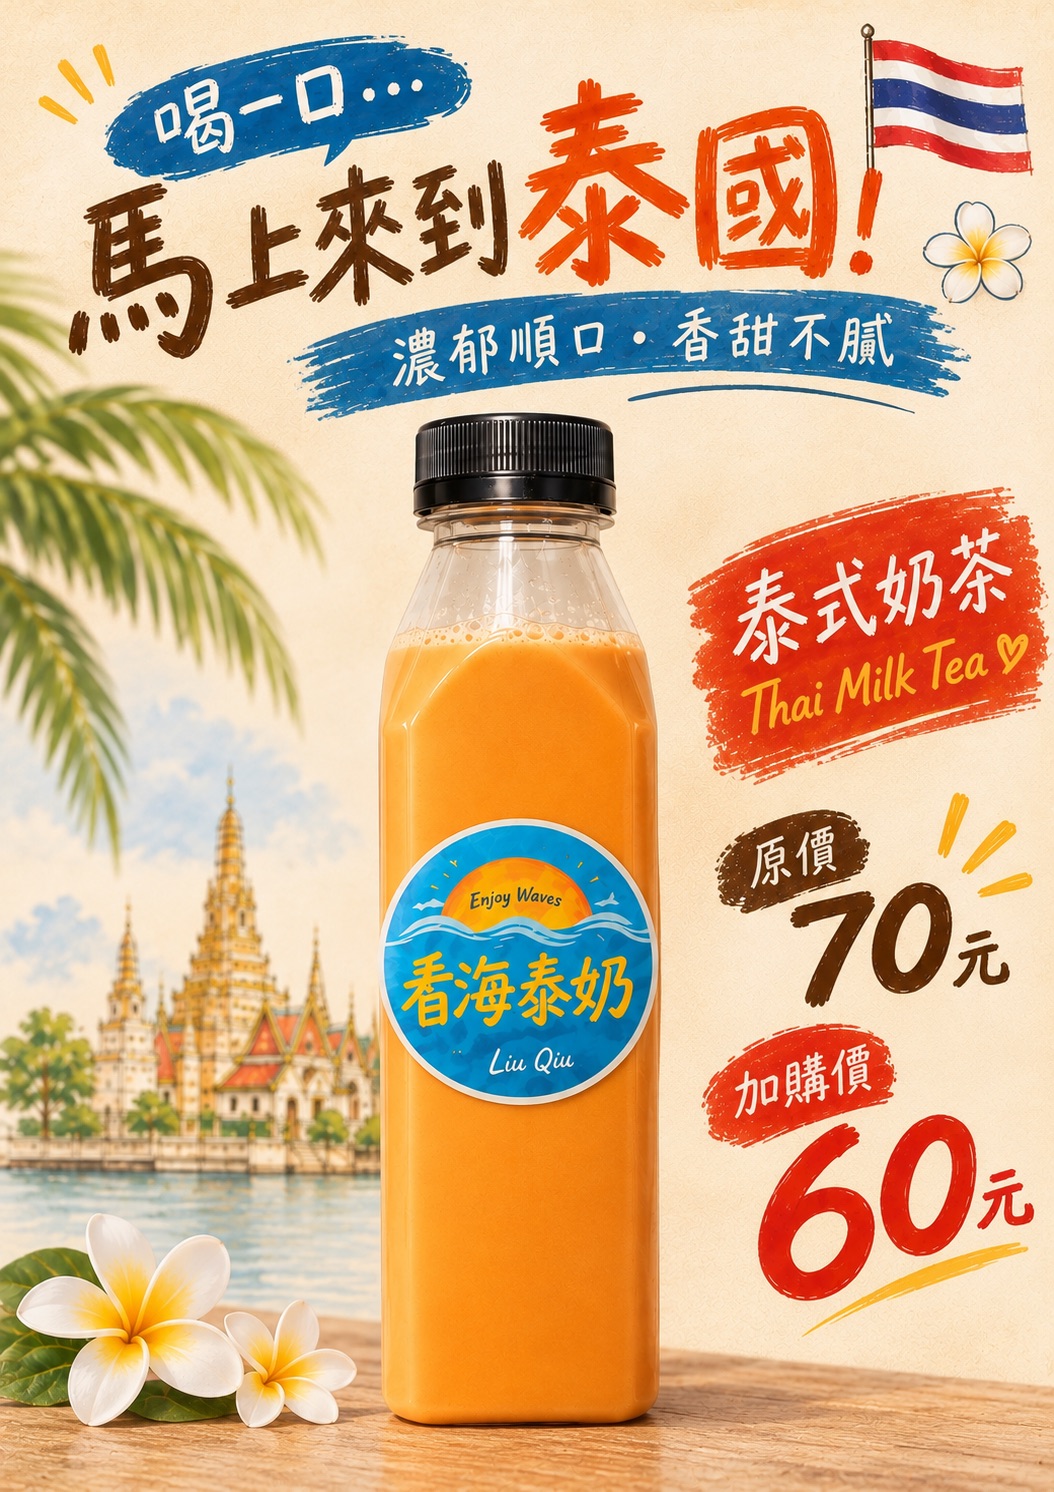 喝一口…
馬上來到泰國!
濃郁順口·香甜不膩
泰式奶茶
Thai Milk Tea
原價
70元
加購價
60元
Enjoy Waves
看海泰奶
Liu Qiu